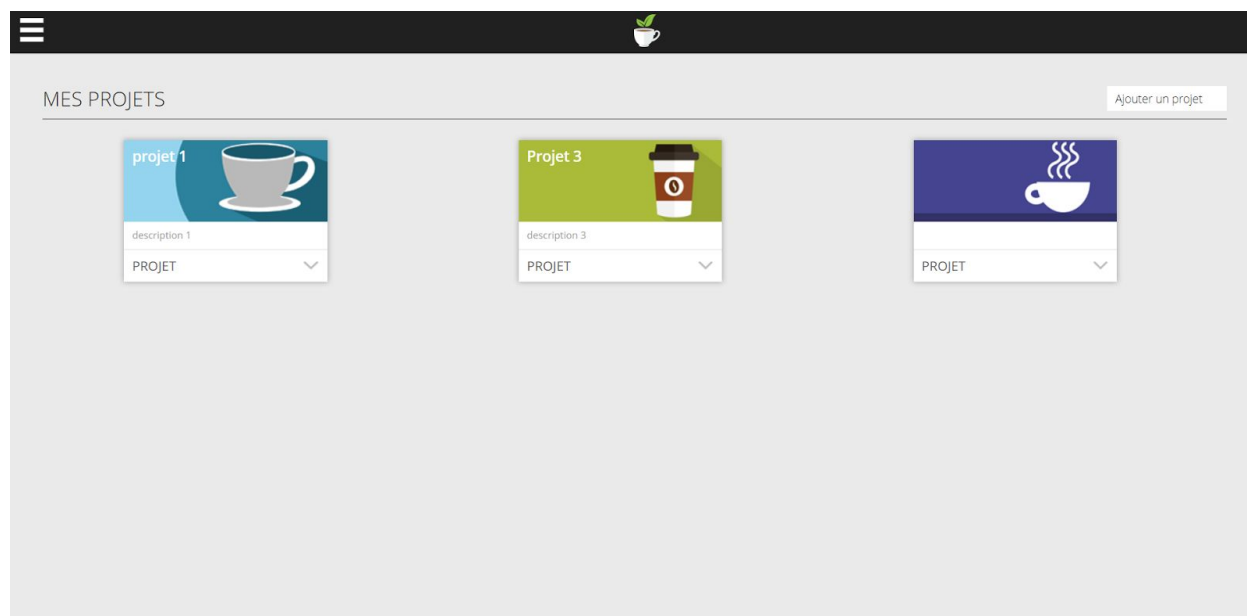 MES PROJETS
Ajouter un projet
projet 1
Projet 3
description 1
description 3
PROJET
PROJET
PROJET